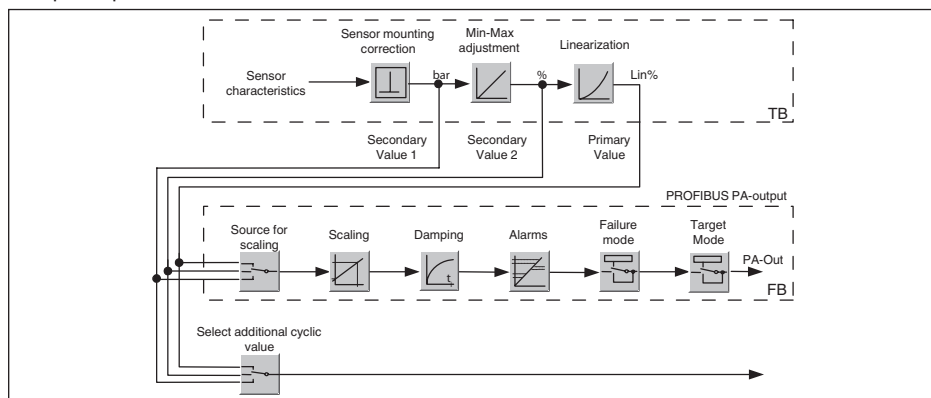 Sensor mounting
correction
Min-Max
adjustment
Linearization
Sensor
characteristics
bar
%
Lin%
TB
Secondary
Value 1
Secondary
Value 2
Primary
Value
PROFIBUS PA-output
Source for
scaling
Scaling
Damping
Alarms
Failure
mode
Target
Mode
t
PA-Out
FB
Select additional cyclic
value